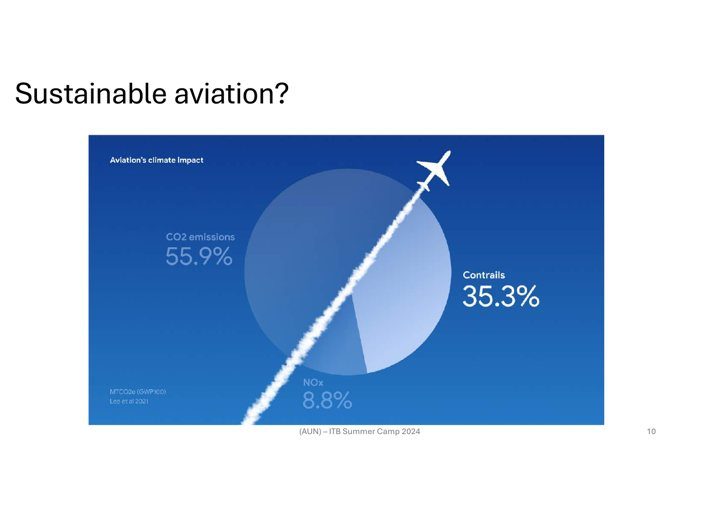 Sustainable aviation?
Aviation's climate impact
CO2 emissions
55.9%
Contrails
35.3%
NOx
8.8%
MTCO2e (GWP100)
Lee et al 2021
(AUN) – ITB Summer Camp 2024
10